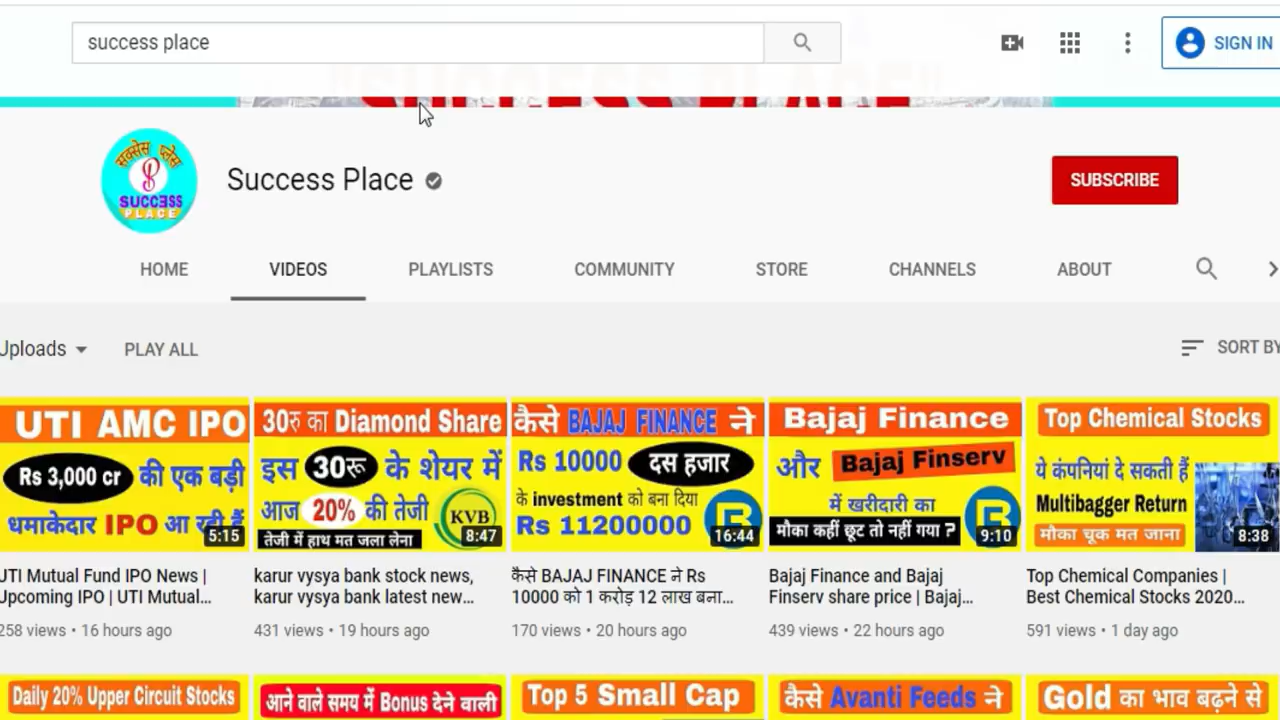 success place
SIGN IN
"SUCCESS PLACE"
सक्सेस प्लेस
SUCCESS
PLACE
Success Place
SUBSCRIBE
HOME VIDEOS PLAYLISTS COMMUNITY STORE CHANNELS ABOUT
Uploads PLAY ALL SORT BY
UTI AMC IPO
Rs 3,000 cr की एक बड़ी
धमाकेदार IPO आ रही हैं
5:15
30रु का Diamond Share
इस 30रू के शेयर में
आज 20% की तेजी
KVB
तेजी में हाथ मत जला लेना
8:47
कैसे BAJAJ FINANCE ने
Rs 10000 दस हजार
के investment को बना दिया
Rs 11200000
16:44
Bajaj Finance
और Bajaj Finserv
में खरीदारी का
मौका कहीं छूट तो नहीं गया ?
9:10
Top Chemical Stocks
ये कंपनियां दे सकती हैं
Multibagger Return
मौका चूक मत जाना
8:38
UTI Mutual Fund IPO News |
Upcoming IPO | UTI Mutual...
258 views • 16 hours ago
karur vysya bank stock news,
karur vysya bank latest new...
431 views • 19 hours ago
कैसे BAJAJ FINANCE ने Rs
10000 को 1 करोड़ 12 लाख बना...
170 views • 20 hours ago
Bajaj Finance and Bajaj
Finserv share price | Bajaj...
439 views • 22 hours ago
Top Chemical Companies |
Best Chemical Stocks 2020...
591 views • 1 day ago
Daily 20% Upper Circuit Stocks
आने वाले समय में Bonus देने वाली
Top 5 Small Cap
कैसे Avanti Feeds ने
Gold का भाव बढ़ने से